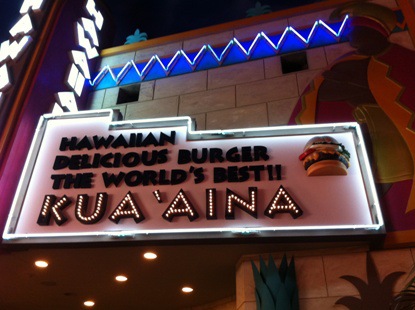 HAWAIIAN
DELICIOUS BURGER
THE WORLD'S BEST!!
KUA'AINA